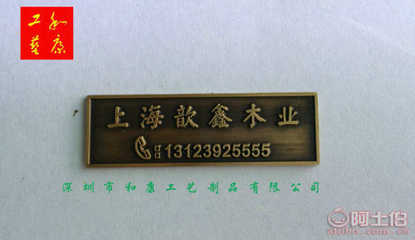 工和
藝康
上海歆鑫木业
13123925555
深圳市和康工艺制品有限公司
阿土伯